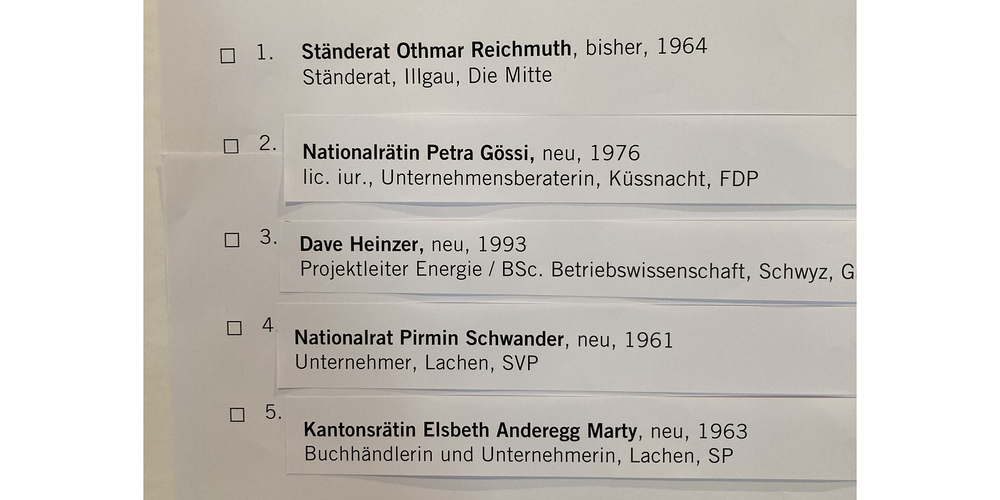 ☐ 1. Ständerat Othmar Reichmuth, bisher, 1964
Ständerat, Illgau, Die Mitte
☐ 2. Nationalrätin Petra Gössi, neu, 1976
lic. iur., Unternehmensberaterin, Küssnacht, FDP
☐ 3. Dave Heinzer, neu, 1993
Projektleiter Energie / BSc. Betriebswissenschaft, Schwyz, G
☐ 4. Nationalrat Pirmin Schwander, neu, 1961
Unternehmer, Lachen, SVP
☐ 5. Kantonsrätin Elsbeth Anderegg Marty, neu, 1963
Buchhändlerin und Unternehmerin, Lachen, SP